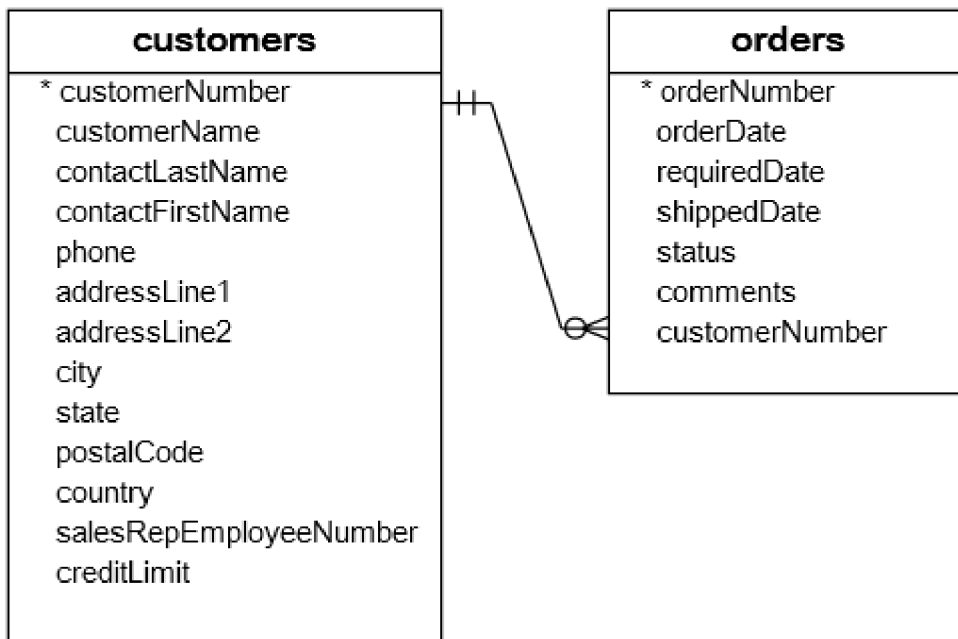 customers
* customerNumber
customerName
contactLastName
contactFirstName
phone
addressLine1
addressLine2
city
state
postalCode
country
salesRepEmployeeNumber
creditLimit
orders
* orderNumber
orderDate
requiredDate
shippedDate
status
comments
customerNumber